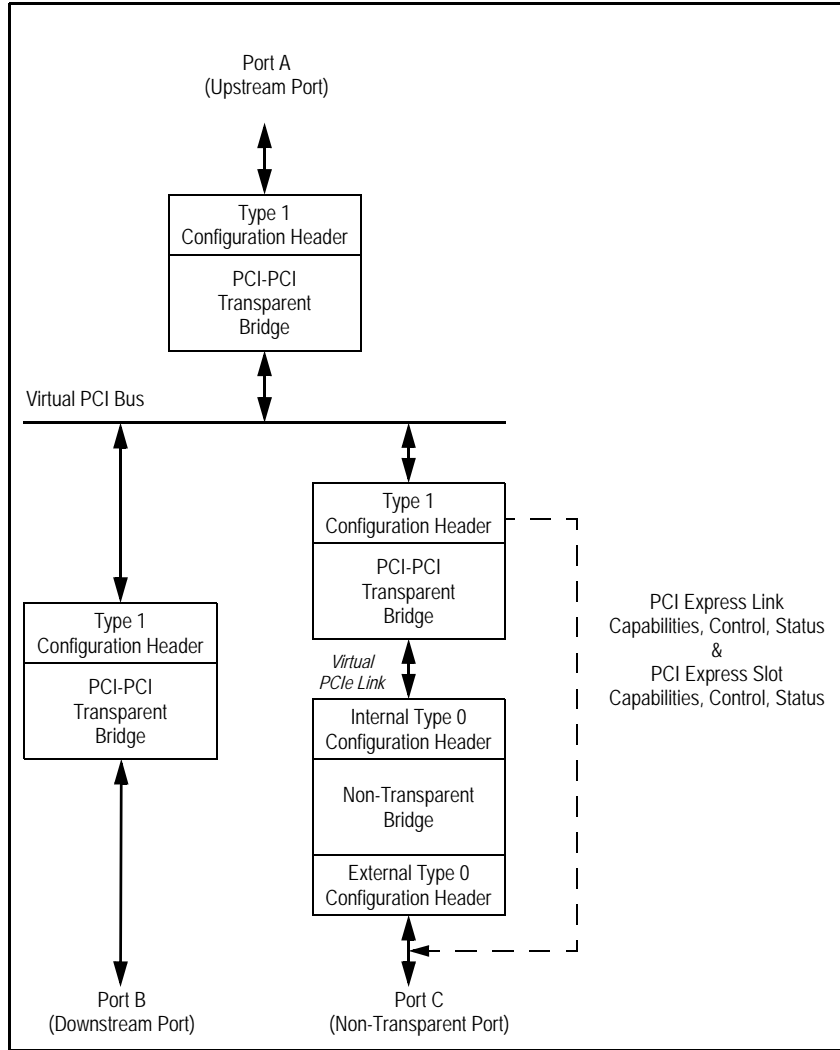 Port A
(Upstream Port)
Type 1
Configuration Header
PCI-PCI
Transparent
Bridge
Virtual PCI Bus
Type 1
Configuration Header
PCI-PCI
Transparent
Bridge
Type 1
Configuration Header
PCI-PCI
Transparent
Bridge
Virtual
PCIe Link
Internal Type 0
Configuration Header
Non-Transparent
Bridge
External Type 0
Configuration Header
PCI Express Link
Capabilities, Control, Status
&
PCI Express Slot
Capabilities, Control, Status
Port B
(Downstream Port)
Port C
(Non-Transparent Port)